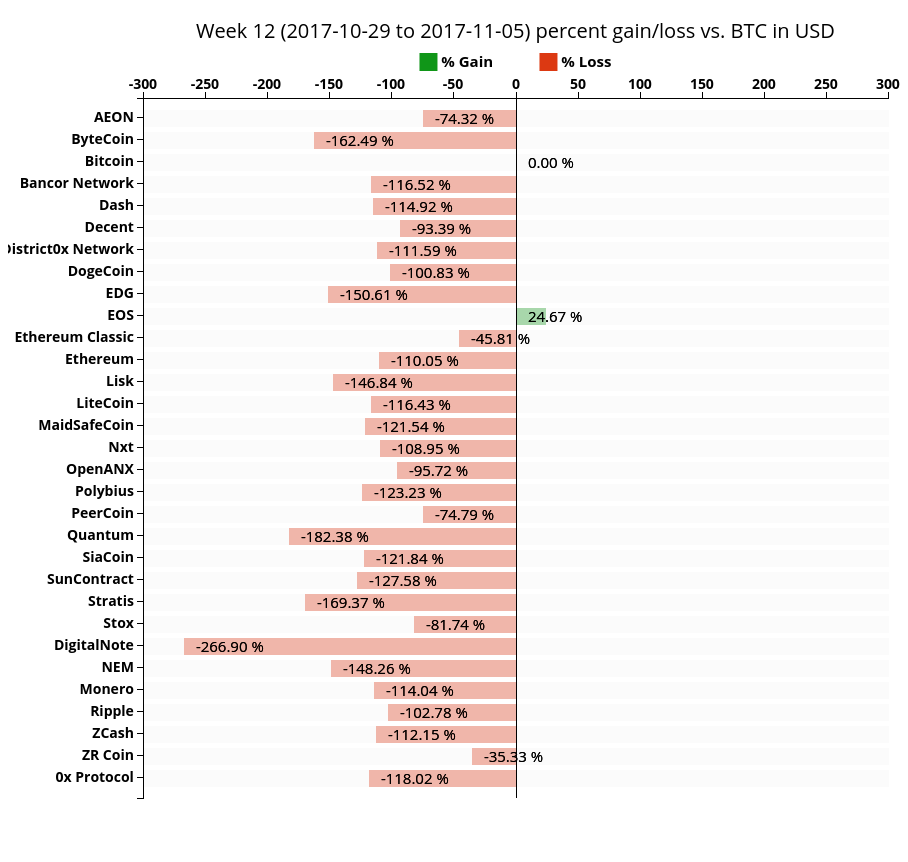 Week 12 (2017-10-29 to 2017-11-05) percent gain/loss vs. BTC in USD
% Gain % Loss
-300 -250 -200 -150 -100 -50 0 50 100 150 200 250 300
AEON -74.32 %
ByteCoin -162.49 %
Bitcoin 0.00 %
Bancor Network -116.52 %
Dash -114.92 %
Decent -93.39 %
istrict0x Network -111.59 %
DogeCoin -100.83 %
EDG -150.61 %
EOS 24.67 %
Ethereum Classic -45.81 %
Ethereum -110.05 %
Lisk -146.84 %
LiteCoin -116.43 %
MaidSafeCoin -121.54 %
Nxt -108.95 %
OpenANX -95.72 %
Polybius -123.23 %
PeerCoin -74.79 %
Quantum -182.38 %
SiaCoin -121.84 %
SunContract -127.58 %
Stratis -169.37 %
Stox -81.74 %
DigitalNote -266.90 %
NEM -148.26 %
Monero -114.04 %
Ripple -102.78 %
ZCash -112.15 %
ZR Coin -35.33 %
0x Protocol -118.02 %